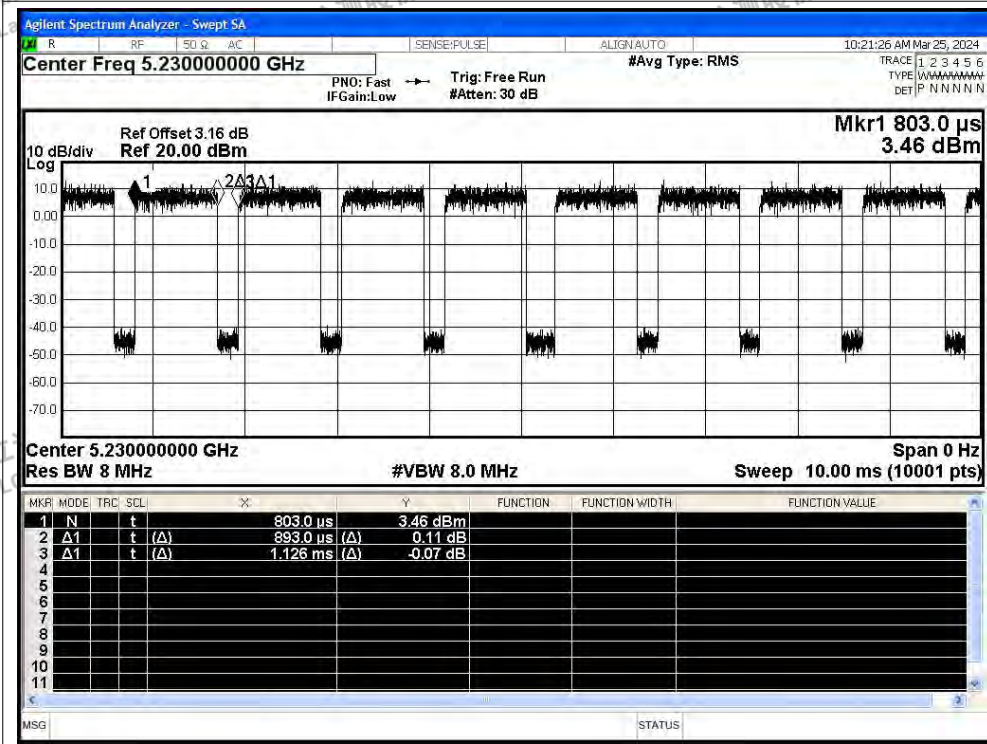 Agilent Spectrum Analyzer - Swept SA
LXI R RF 50 Ω AC SENSE:PULSE ALIGN AUTO 10:21:26 AM Mar 25, 2024
Center Freq 5.230000000 GHz #Avg Type: RMS TRACE 1 2 3 4 5 6
PNO: Fast Trig: Free Run TYPE WWWWWW
IFGain:Low #Atten: 30 dB DET P N N N N N
Mkr1 803.0 µs
Ref Offset 3.16 dB
10 dB/div Ref 20.00 dBm 3.46 dBm
Log
10.0
1 2Δ3Δ1
0.00
-10.0
-20.0
-30.0
-40.0
-50.0
-60.0
-70.0
Center 5.230000000 GHz Span 0 Hz
Res BW 8 MHz #VBW 8.0 MHz Sweep 10.00 ms (10001 pts)
MKR MODE TRC SCL X Y FUNCTION FUNCTION WIDTH FUNCTION VALUE
1 N t 803.0 µs 3.46 dBm
2 Δ1 t (Δ) 893.0 µs (Δ) 0.11 dB
3 Δ1 t (Δ) 1.126 ms (Δ) -0.07 dB
4
5
6
7
8
9
10
11
MSG STATUS